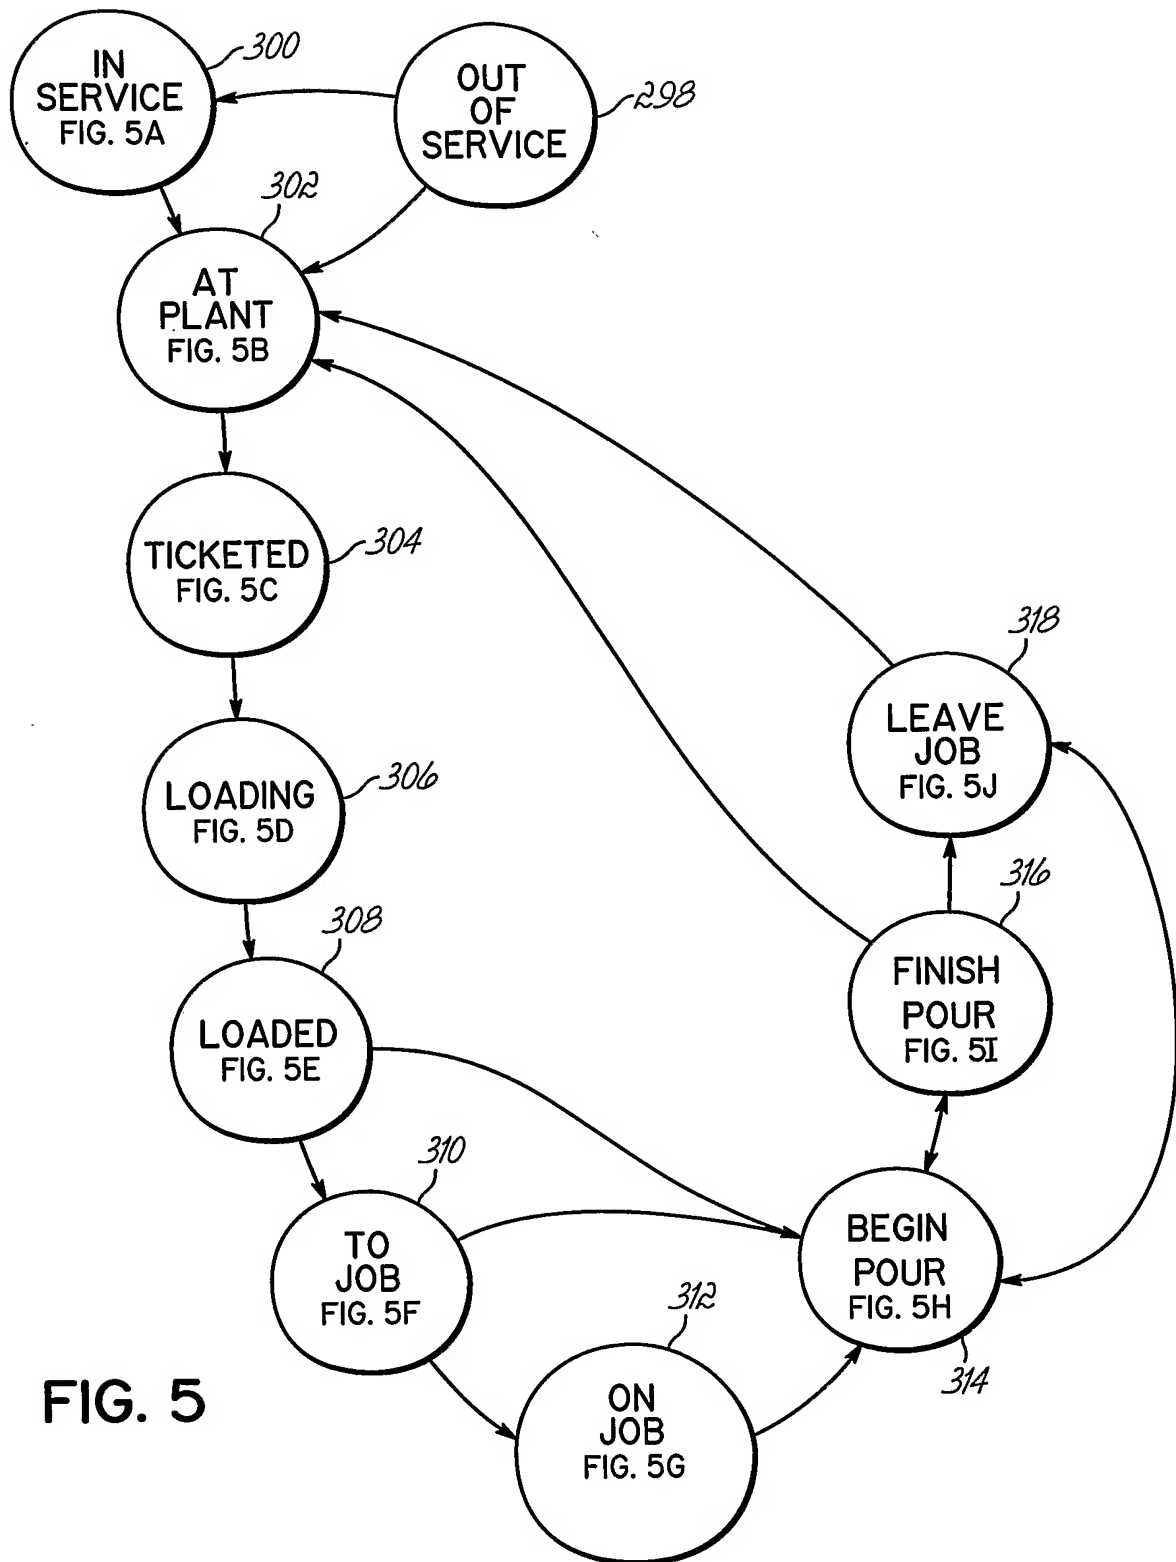 300
IN
SERVICE
FIG. 5A
OUT
OF
SERVICE
298
302
AT
PLANT
FIG. 5B
TICKETED
FIG. 5C
304
318
LEAVE
JOB
FIG. 5J
LOADING
FIG. 5D
306
316
FINISH
POUR
FIG. 5I
308
LOADED
FIG. 5E
310
TO
JOB
FIG. 5F
BEGIN
POUR
FIG. 5H
314
312
ON
JOB
FIG. 5G
FIG. 5